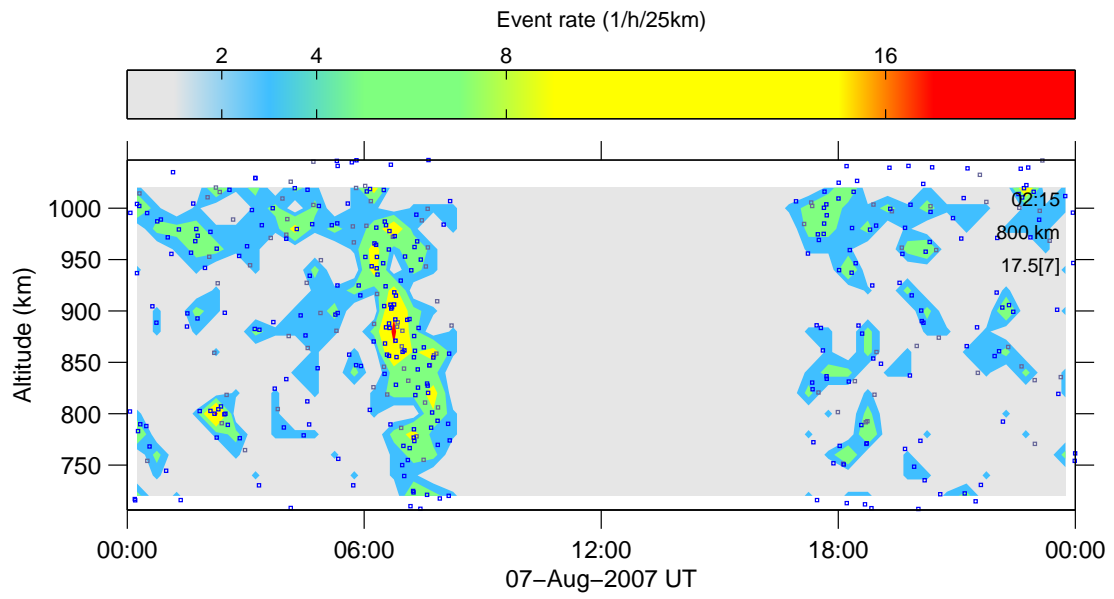 Event rate (1/h/25km)
2 4 8 16
1000
950
900
850
800
750
Altitude (km)
02:15
800 km
17.5[7]
00:00 06:00 12:00 18:00 00:00
07−Aug−2007 UT